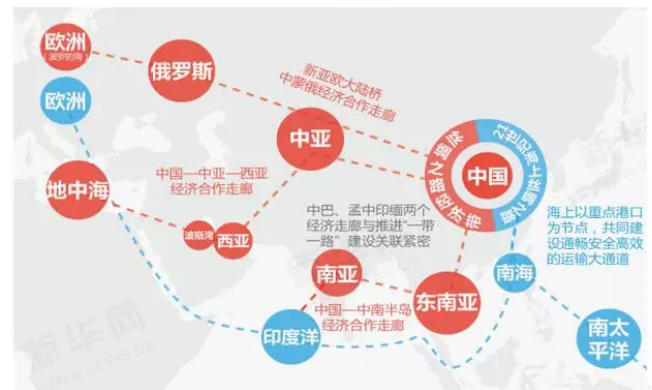 欧洲
（波罗的海）
俄罗斯
欧洲
新亚欧大陆桥
中蒙俄经济合作走廊
中亚
丝绸之路经济带
21世纪海上丝绸之路
中国
地中海
中国—中亚—西亚
经济合作走廊
波斯湾
西亚
中巴、孟中印缅两个
经济走廊与推进“一带
一路”建设关联紧密
海上以重点港口
为节点，共同建
设通畅安全高效
的运输大通道
南亚
南海
东南亚
中国—中南半岛
经济合作走廊
印度洋
南太
平洋